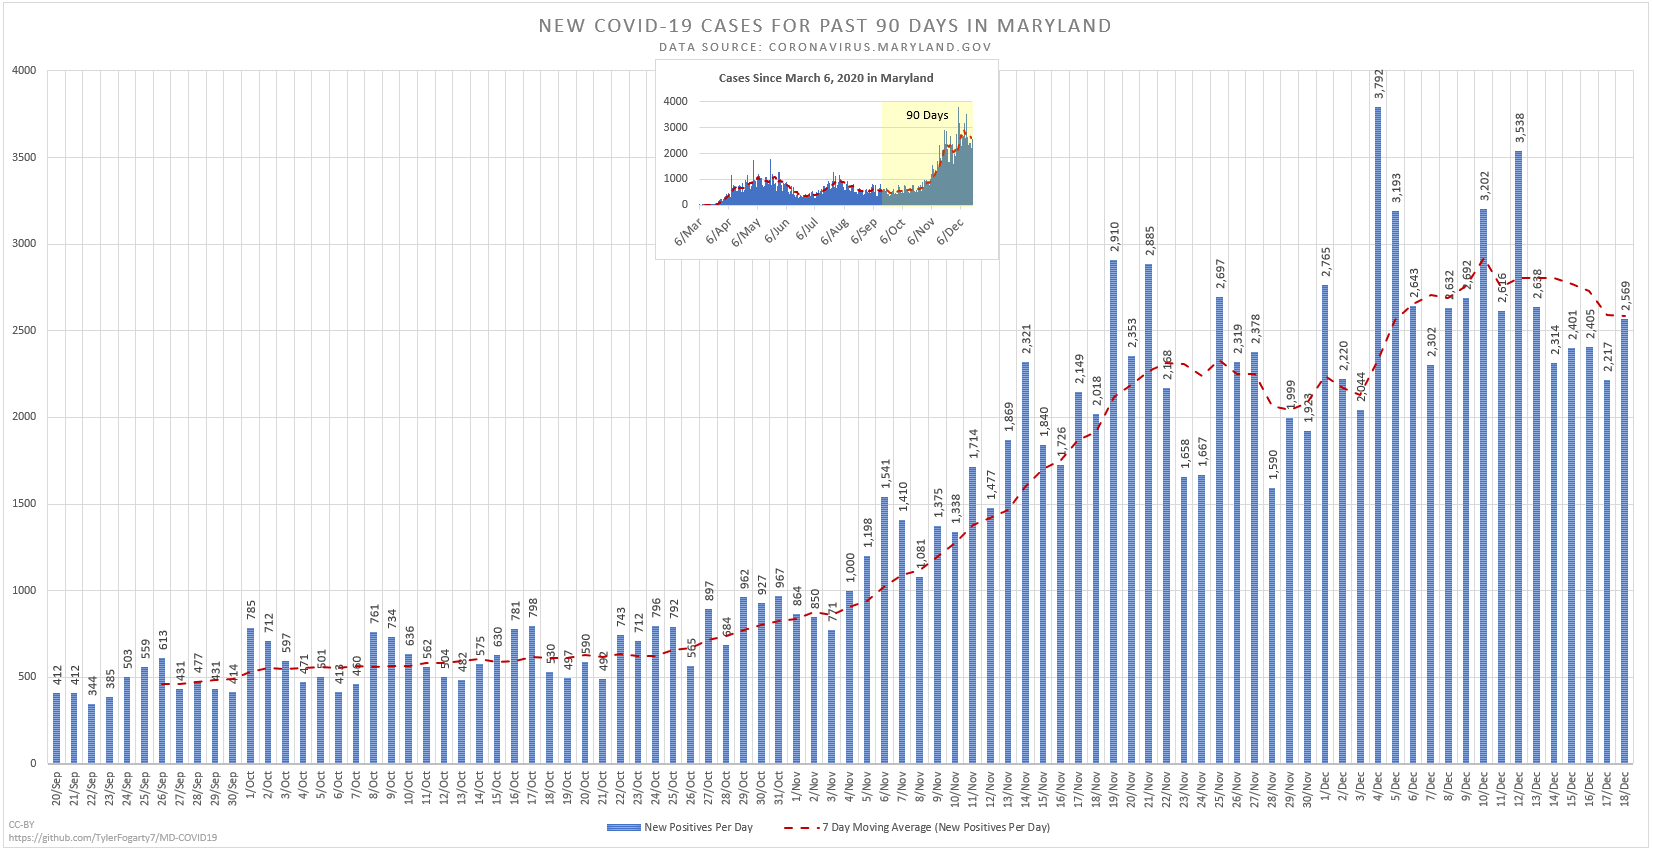 NEW COVID-19 CASES FOR PAST 90 DAYS IN MARYLAND
DATA SOURCE: CORONAVIRUS.MARYLAND.GOV
Cases Since March 6, 2020 in Maryland
90 Days
4000
3000
2000
1000
0
6/Mar 6/Apr 6/May 6/Jun 6/Jul 6/Aug 6/Sep 6/Oct 6/Nov 6/Dec
4000
3500
3000
2500
2000
1500
1000
500
0
412 412 344 385 503 559 613 431 477 431 414 785 712 597 471 501 413 460 761 734 636 562 504 482 575 630 781 798 530 497 590 492 743 712 796 792 565 897 684 962 927 967 864 850 771 1,000 1,198 1,541 1,410 1,081 1,375 1,338 1,714 1,477 1,869 2,321 1,840 1,726 2,149 2,018 2,910 2,353 2,885 2,168 1,658 1,667 2,697 2,319 2,378 1,590 1,999 1,923 2,765 2,220 2,044 3,792 3,193 2,643 2,302 2,632 2,692 3,202 2,616 3,538 2,638 2,314 2,401 2,405 2,217 2,569
20/Sep 21/Sep 22/Sep 23/Sep 24/Sep 25/Sep 26/Sep 27/Sep 28/Sep 29/Sep 30/Sep 1/Oct 2/Oct 3/Oct 4/Oct 5/Oct 6/Oct 7/Oct 8/Oct 9/Oct 10/Oct 11/Oct 12/Oct 13/Oct 14/Oct 15/Oct 16/Oct 17/Oct 18/Oct 19/Oct 20/Oct 21/Oct 22/Oct 23/Oct 24/Oct 25/Oct 26/Oct 27/Oct 28/Oct 29/Oct 30/Oct 31/Oct 1/Nov 2/Nov 3/Nov 4/Nov 5/Nov 6/Nov 7/Nov 8/Nov 9/Nov 10/Nov 11/Nov 12/Nov 13/Nov 14/Nov 15/Nov 16/Nov 17/Nov 18/Nov 19/Nov 20/Nov 21/Nov 22/Nov 23/Nov 24/Nov 25/Nov 26/Nov 27/Nov 28/Nov 29/Nov 30/Nov 1/Dec 2/Dec 3/Dec 4/Dec 5/Dec 6/Dec 7/Dec 8/Dec 9/Dec 10/Dec 11/Dec 12/Dec 13/Dec 14/Dec 15/Dec 16/Dec 17/Dec 18/Dec
New Positives Per Day 7 Day Moving Average (New Positives Per Day)
CC-BY
https://github.com/TylerFogarty7/MD-COVID19